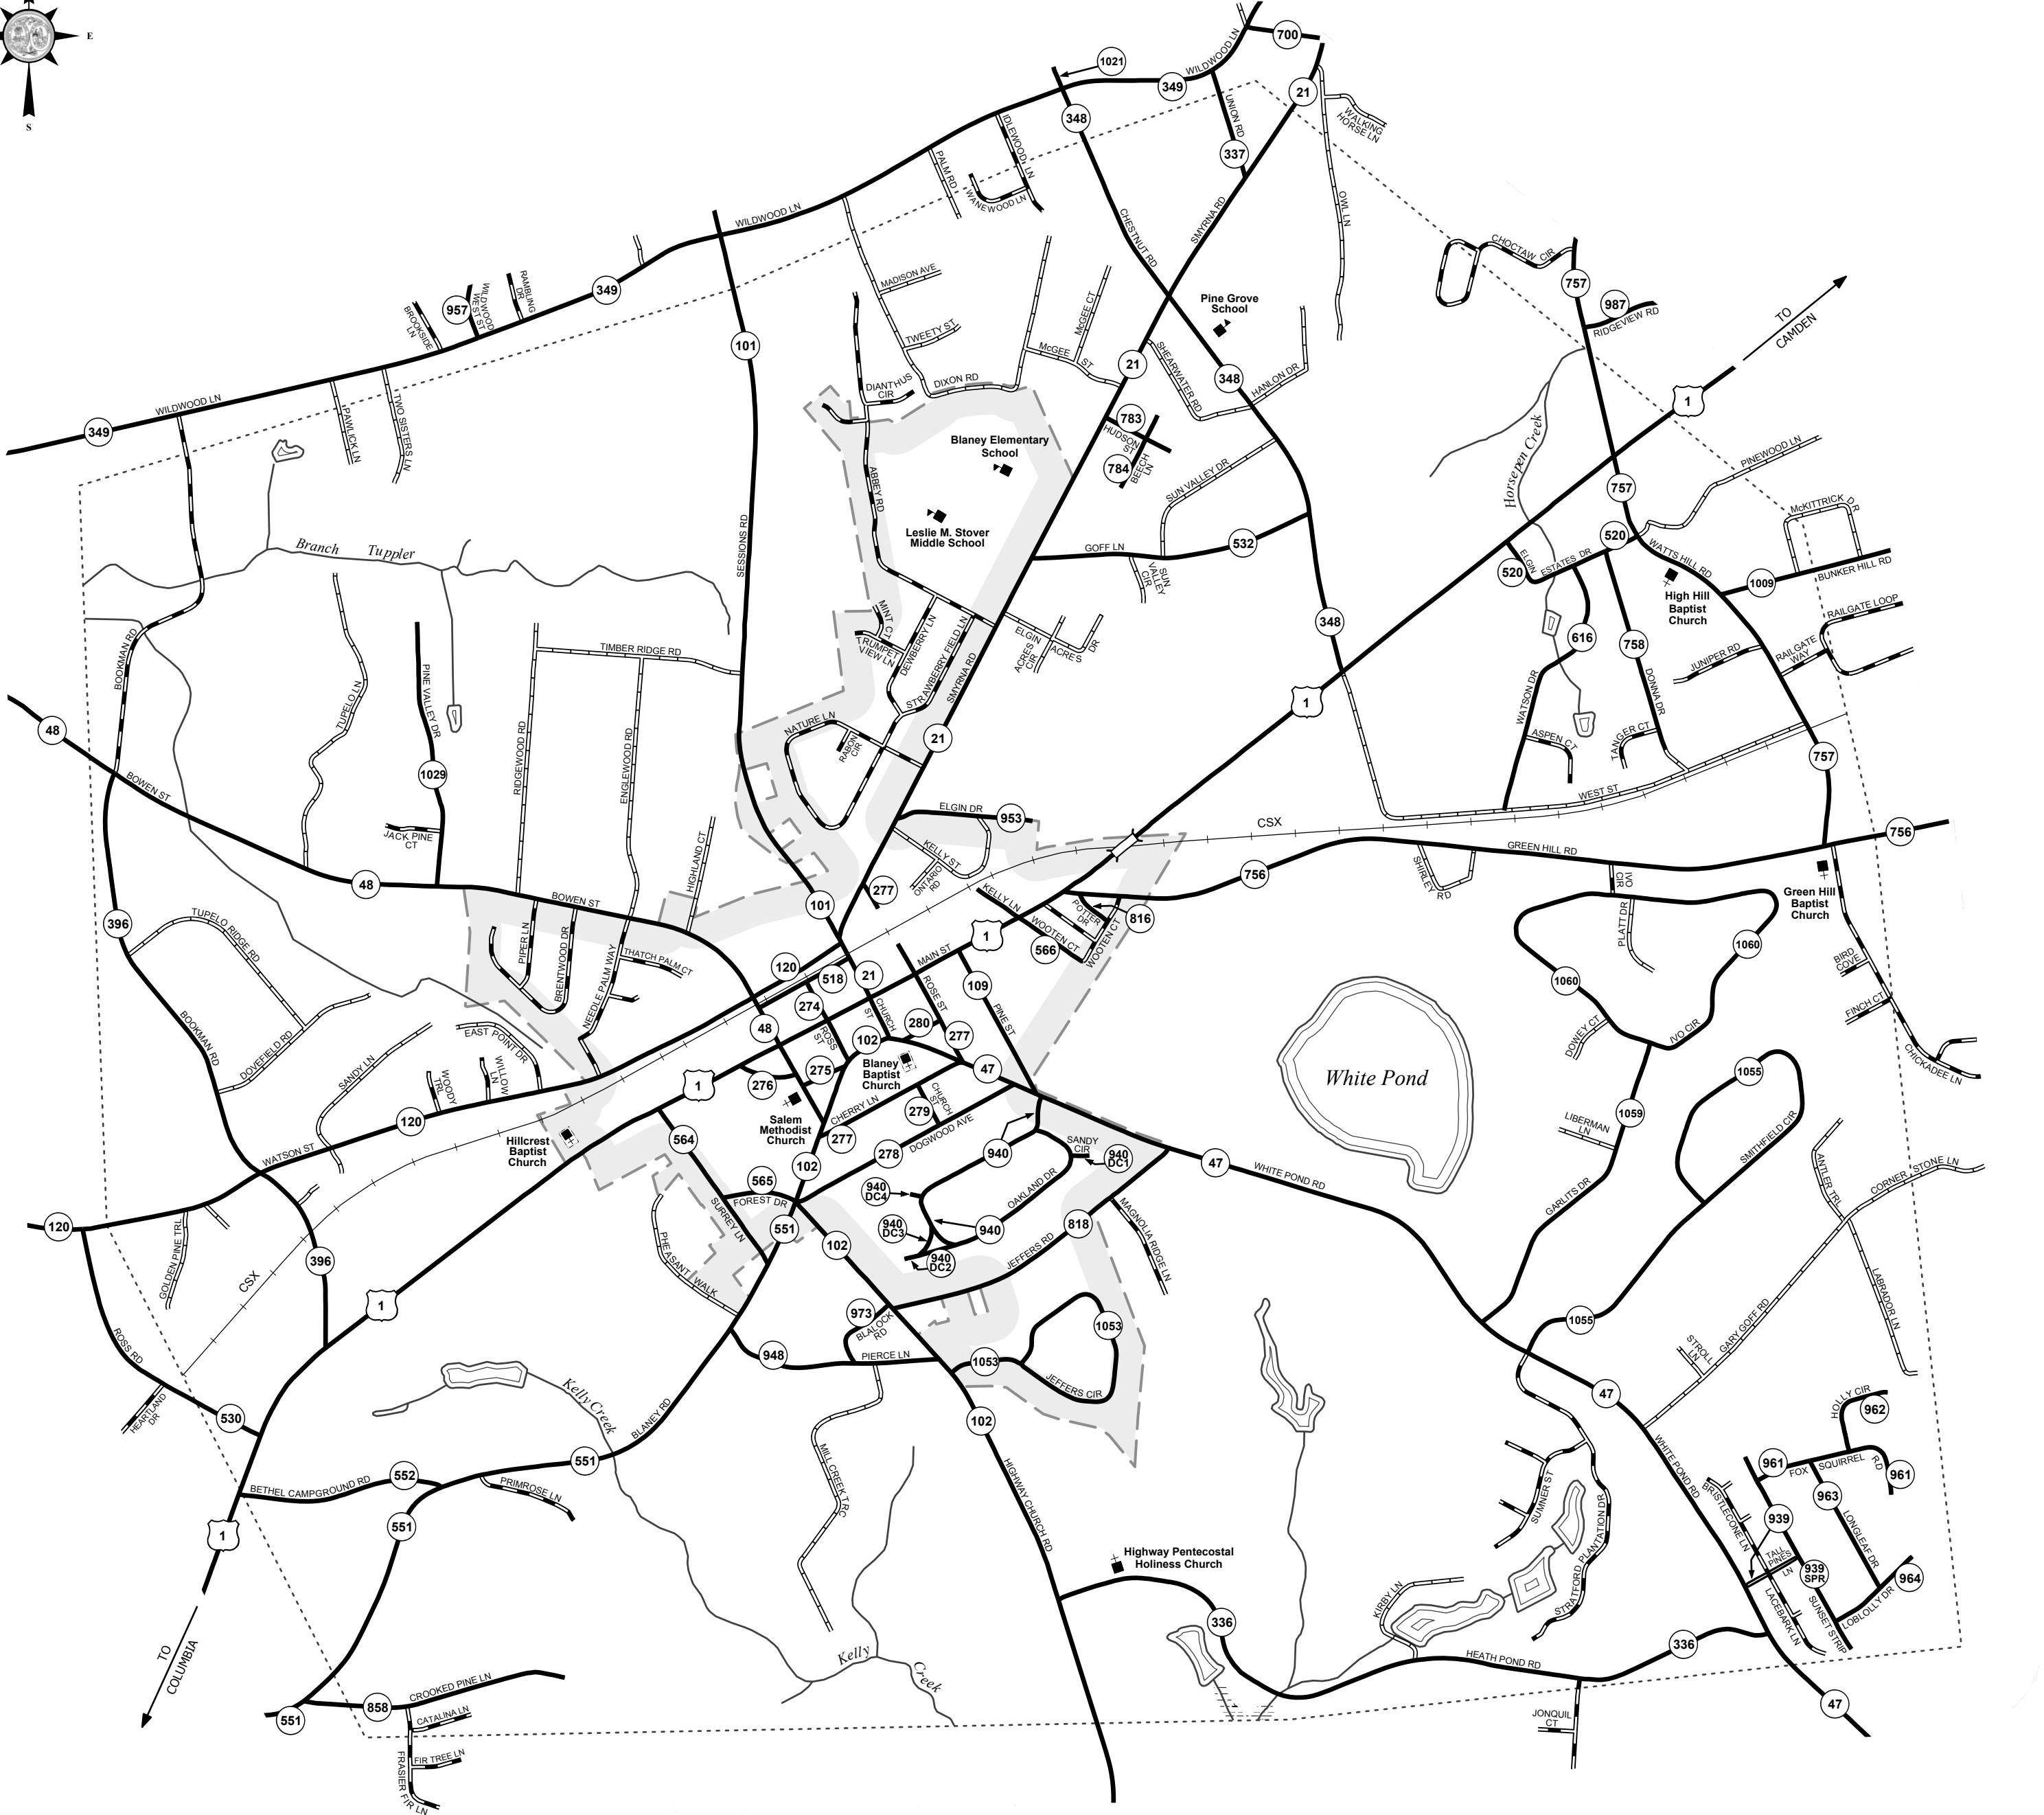 E
S
700
1021
WILDWOOD LN
349
21
348
UNION RD
WALKING
HORSE LN
IDLEWOOD LN
337
PALM RD
WANEWOOD LN
OWL LN
WILDWOOD LN
CHESTNUT RD
SMYRNA RD
CHOCTAW CIR
757
987
RIDGEVIEW RD
TO
CAMDEN
MADISON AVE
RAMBLING
DR
WILDWOOD
WEST ST
957
BROOKSIDE
LN
349
Pine Grove
School
McGEE CT
TWEETY ST
101
McGEE ST
21
SHEARWATER RD
348
HANLON DR
DIANTHUS
CIR
DIXON RD
1
WILDWOOD LN
349
PAWLICK LN
TWO SISTERS LN
783
HUDSON
ST
784
BEECH
LN
Blaney Elementary
School
SUN VALLEY DR
Horsepen Creek
PINEWOOD LN
757
McKITTRICK DR
ABBEY RD
Leslie M. Stover
Middle School
SESSIONS RD
GOFF LN
532
520
WATTS HILL RD
Branch Tuppler
SUN
VALLEY
CIR
ELGIN
ESTATES DR
520
1009
BUNKER HILL RD
High Hill
Baptist
Church
RAILGATE LOOP
MINT CT
TRUMPET
VIEW LN
DEWBERRY LN
STRAWBERRY FIELD LN
SMYRNA RD
ELGIN
ACRES
DR
ACRES
CIR
348
616
758
JUNIPER RD
RAILGATE
WAY
BOOKMAN RD
TIMBER RIDGE RD
TUPELO LN
PINE VALLEY DR
WATSON DR
DONNA DR
1
48
NATURE LN
RABON
CIR
21
ASPEN CT
TANGER CT
757
RIDGEWOOD RD
ENGLEWOOD RD
1029
BOWEN ST
WEST ST
JACK PINE
CT
ELGIN DR
953
CSX
756
KELLY ST
ONTARIO
RD
GREEN HILL RD
HIGHLAND CT
48
BOWEN ST
277
756
SHIRLEY
RD
IVO
CIR
Green Hill
Baptist
Church
101
KELLY LN
POTTER
DR
816
WOOTEN CT
566
WOOTEN CT
PLATT DR
1060
1060
396
TUPELO RIDGE RD
PIPER LN
BRENTWOOD DR
NEEDLE PALM WAY
THATCH PALM CT
120
518
21
MAIN ST
1
109
BIRD
COVE
274
ROSE ST
CHURCH
ST
PINE ST
FINCH CT
BOOKMAN RD
48
ROSS
ST
280
277
102
DOWEY CT
IVO CIR
EAST POINT DR
DOVEFIELD RD
SANDY LN
WILLOW
LN
WOODY
TRL
1
276
275
Blaney
Baptist
Church
47
White Pond
1055
CHICKADEE LN
120
Salem
Methodist
Church
CHERRY LN
CHURCH
ST
279
1059
LIBERMAN
LN
SMITHFIELD CIR
Hillcrest
Baptist
Church
564
277
DOGWOOD AVE
278
940
SANDY
CIR
940
DC1
47
WHITE POND RD
WATSON ST
102
ANTLER TRL
CORNER STONE LN
565
FOREST DR
940
DC4
OAKLAND DR
GARLITS DR
SURREY LN
551
940
DC3
940
940
DC2
818
JEFFERS RD
MAGNOLIA RIDGE LN
120
GOLDEN PINE TRL
CSX
396
102
PHEASANT WALK
LABRADOR LN
1
973
BLALOCK
RD
1053
1055
GARY GOFF RD
STROLL
LN
ROSS RD
948
PIERCE LN
1053
JEFFERS CIR
HEARTLAND
DR
530
Kelly Creek
BLANEY RD
102
47
HOLLY CIR
962
MILL CREEK TRC
HIGHWAY CHURCH RD
WHITE POND RD
961
FOX SQUIRREL RD
961
BETHEL CAMPGROUND RD
552
551
PRIMROSE LN
SUMNER ST
BRISTLECONE LN
963
1
551
939
LONGLEAF DR
STRATFORD PLANTATION DR
TALL
PINES
LN
Highway Pentecostal
Holiness Church
939
SPR
964
KIRBY LN
LACEBARK LN
SUNSET STRIP
LOBLOLLY DR
336
TO
COLUMBIA
Kelly
Creek
HEATH POND RD
336
CROOKED PINE LN
551
858
CATALINA LN
JONQUIL
CT
47
FRASIER FIR LN
FIR TREE LN